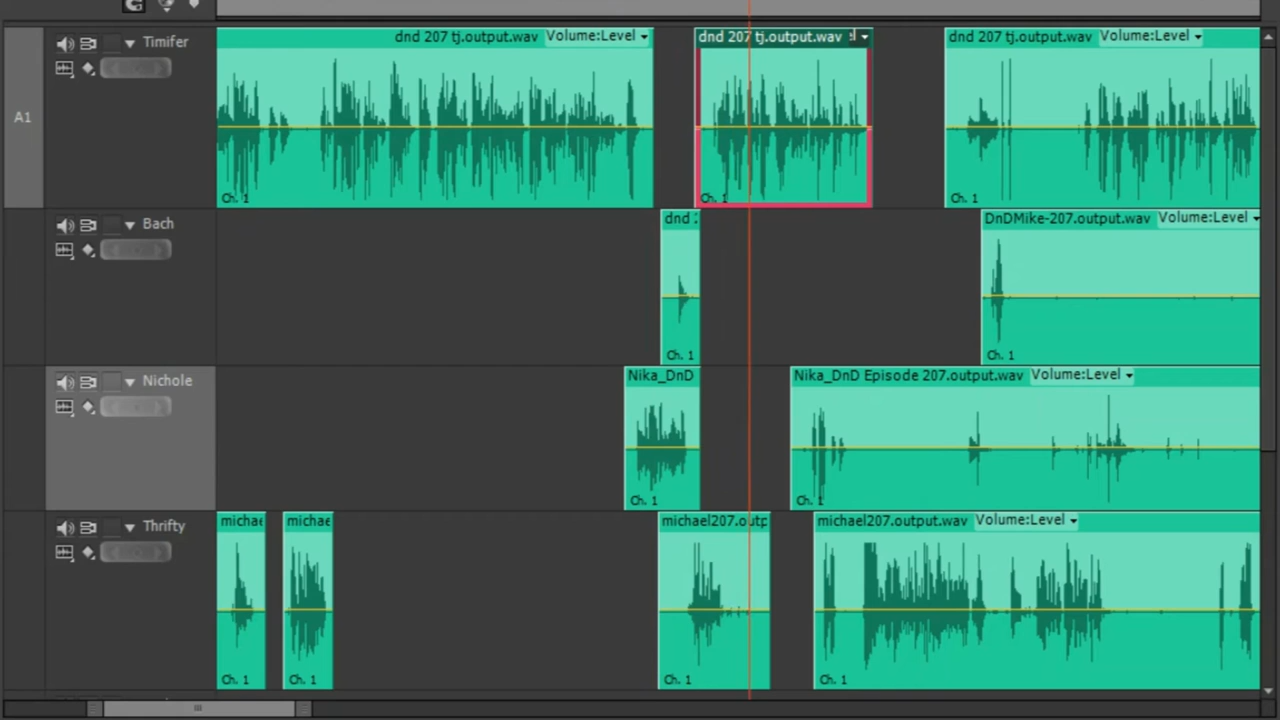 Timifer
dnd 207 tj.output.wav Volume:Level
dnd 207 tj.output.wav
dnd 207 tj.output.wav Volume:Level
A1
Ch. 1
Ch. 1
Ch. 1
Bach
dnd
DnDMike-207.output.wav Volume:Level
Ch. 1
Ch. 1
Nichole
Nika_DnD
Nika_DnD Episode 207.output.wav Volume:Level
Ch. 1
Ch. 1
Thrifty
michae
michae
michael207.outp
michael207.output.wav Volume:Level
Ch. 1
Ch. 1
Ch. 1
Ch. 1